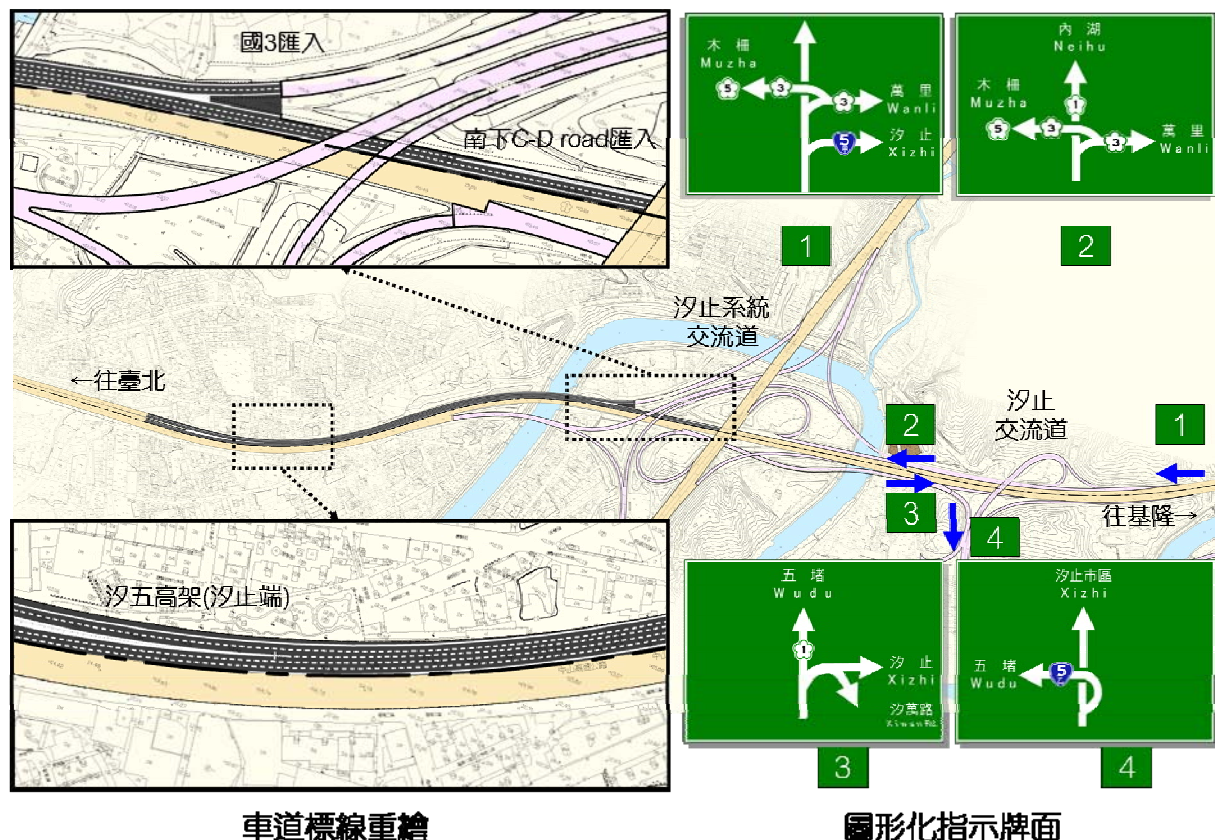 國3匯入
南下C-D road匯入
木柵
Muzha
5
3
3
萬里
Wanli
5
汐止
Xizhi
內湖
Neihu
木柵
Muzha
5
3
1
3
萬里
Wanli
1
2
汐止系統
交流道
←往臺北
汐止
交流道
2
1
3
4
往基隆→
汐五高架(汐止端)
五堵
Wudu
1
汐止
Xizhi
汐萬路
汐止市區
Xizhi
五堵
Wudu
5
3
4
車道標線重繪
圖形化指示牌面